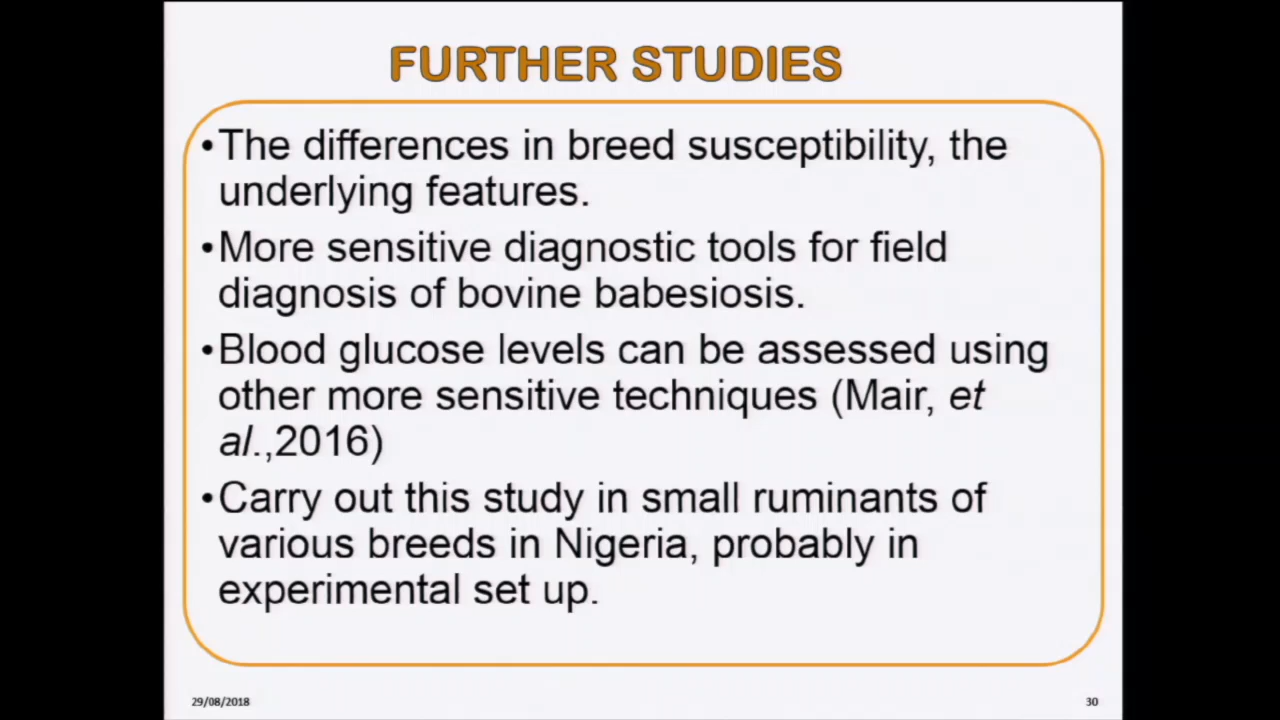 FURTHER STUDIES
•The differences in breed susceptibility, the
underlying features.
•More sensitive diagnostic tools for field
diagnosis of bovine babesiosis.
•Blood glucose levels can be assessed using
other more sensitive techniques (Mair, et
al.,2016)
•Carry out this study in small ruminants of
various breeds in Nigeria, probably in
experimental set up.
29/08/2018
30